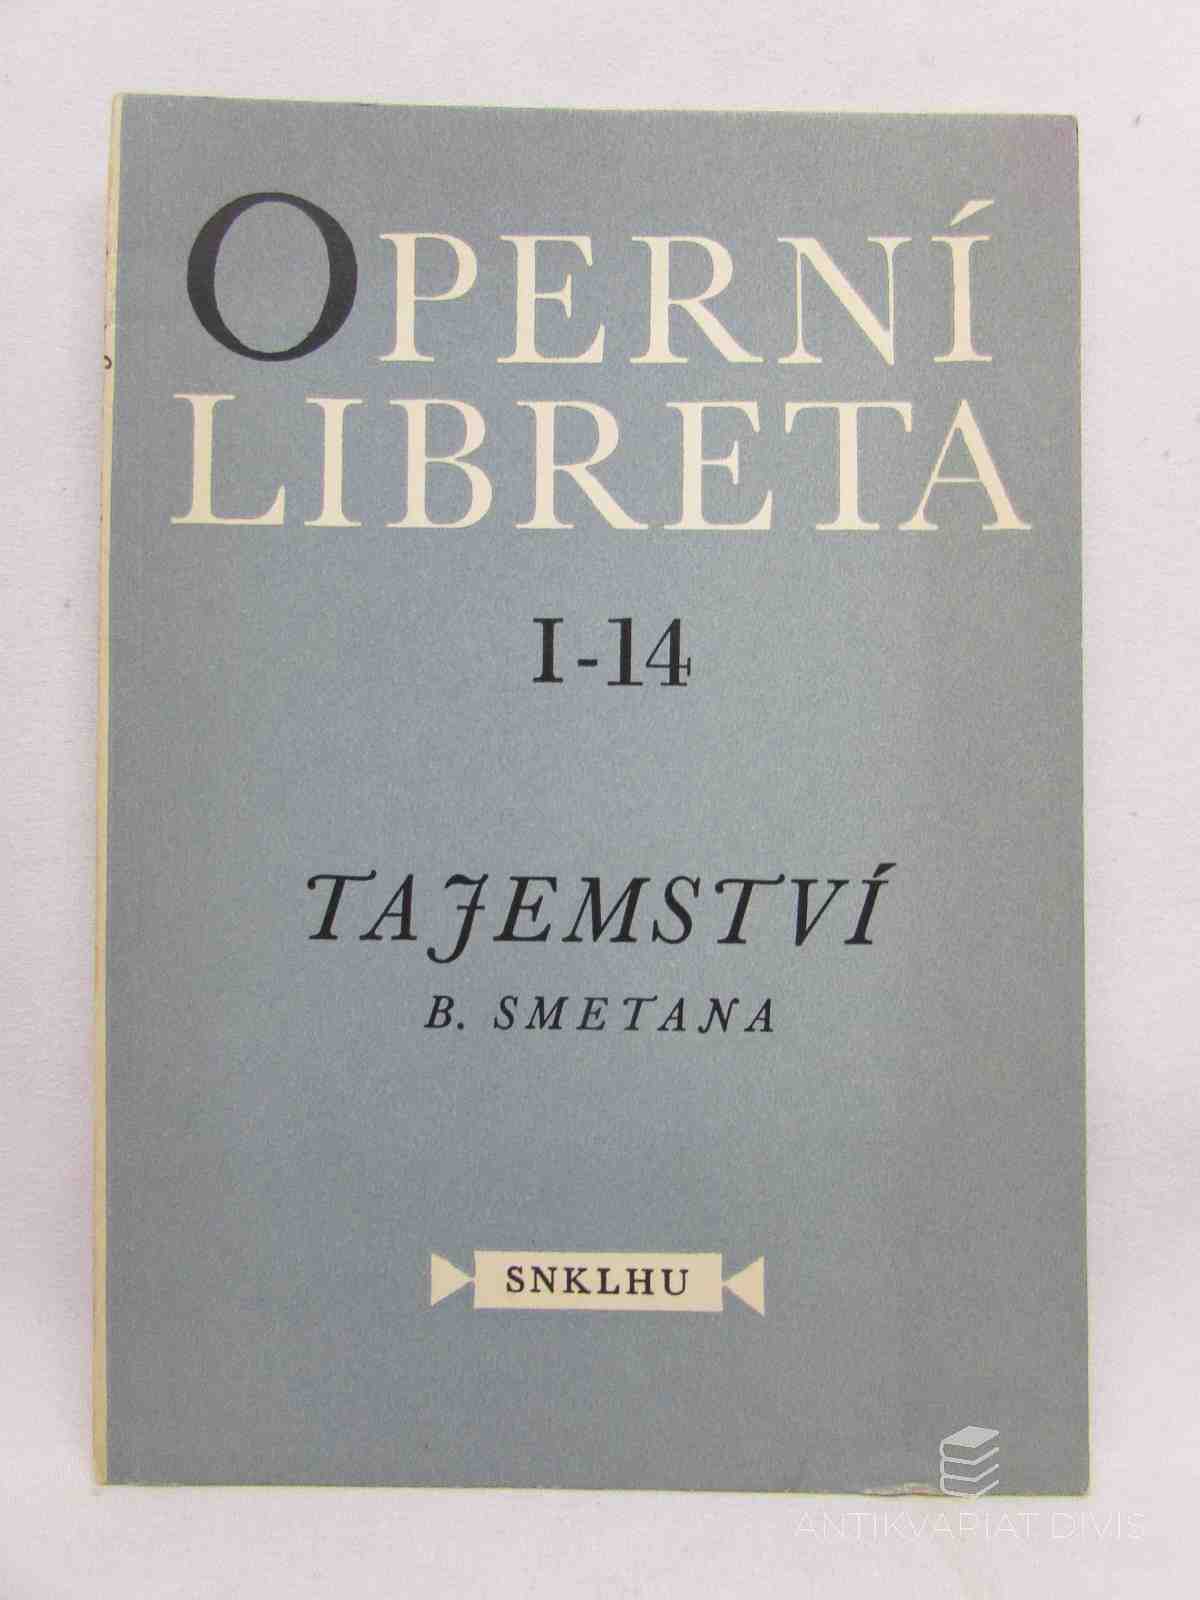 OPERNÍ
LIBRETA
I-14
TAJEMSTVÍ
B. SMETANA
SNKLHU
ANTIKVARIAT DIVIS